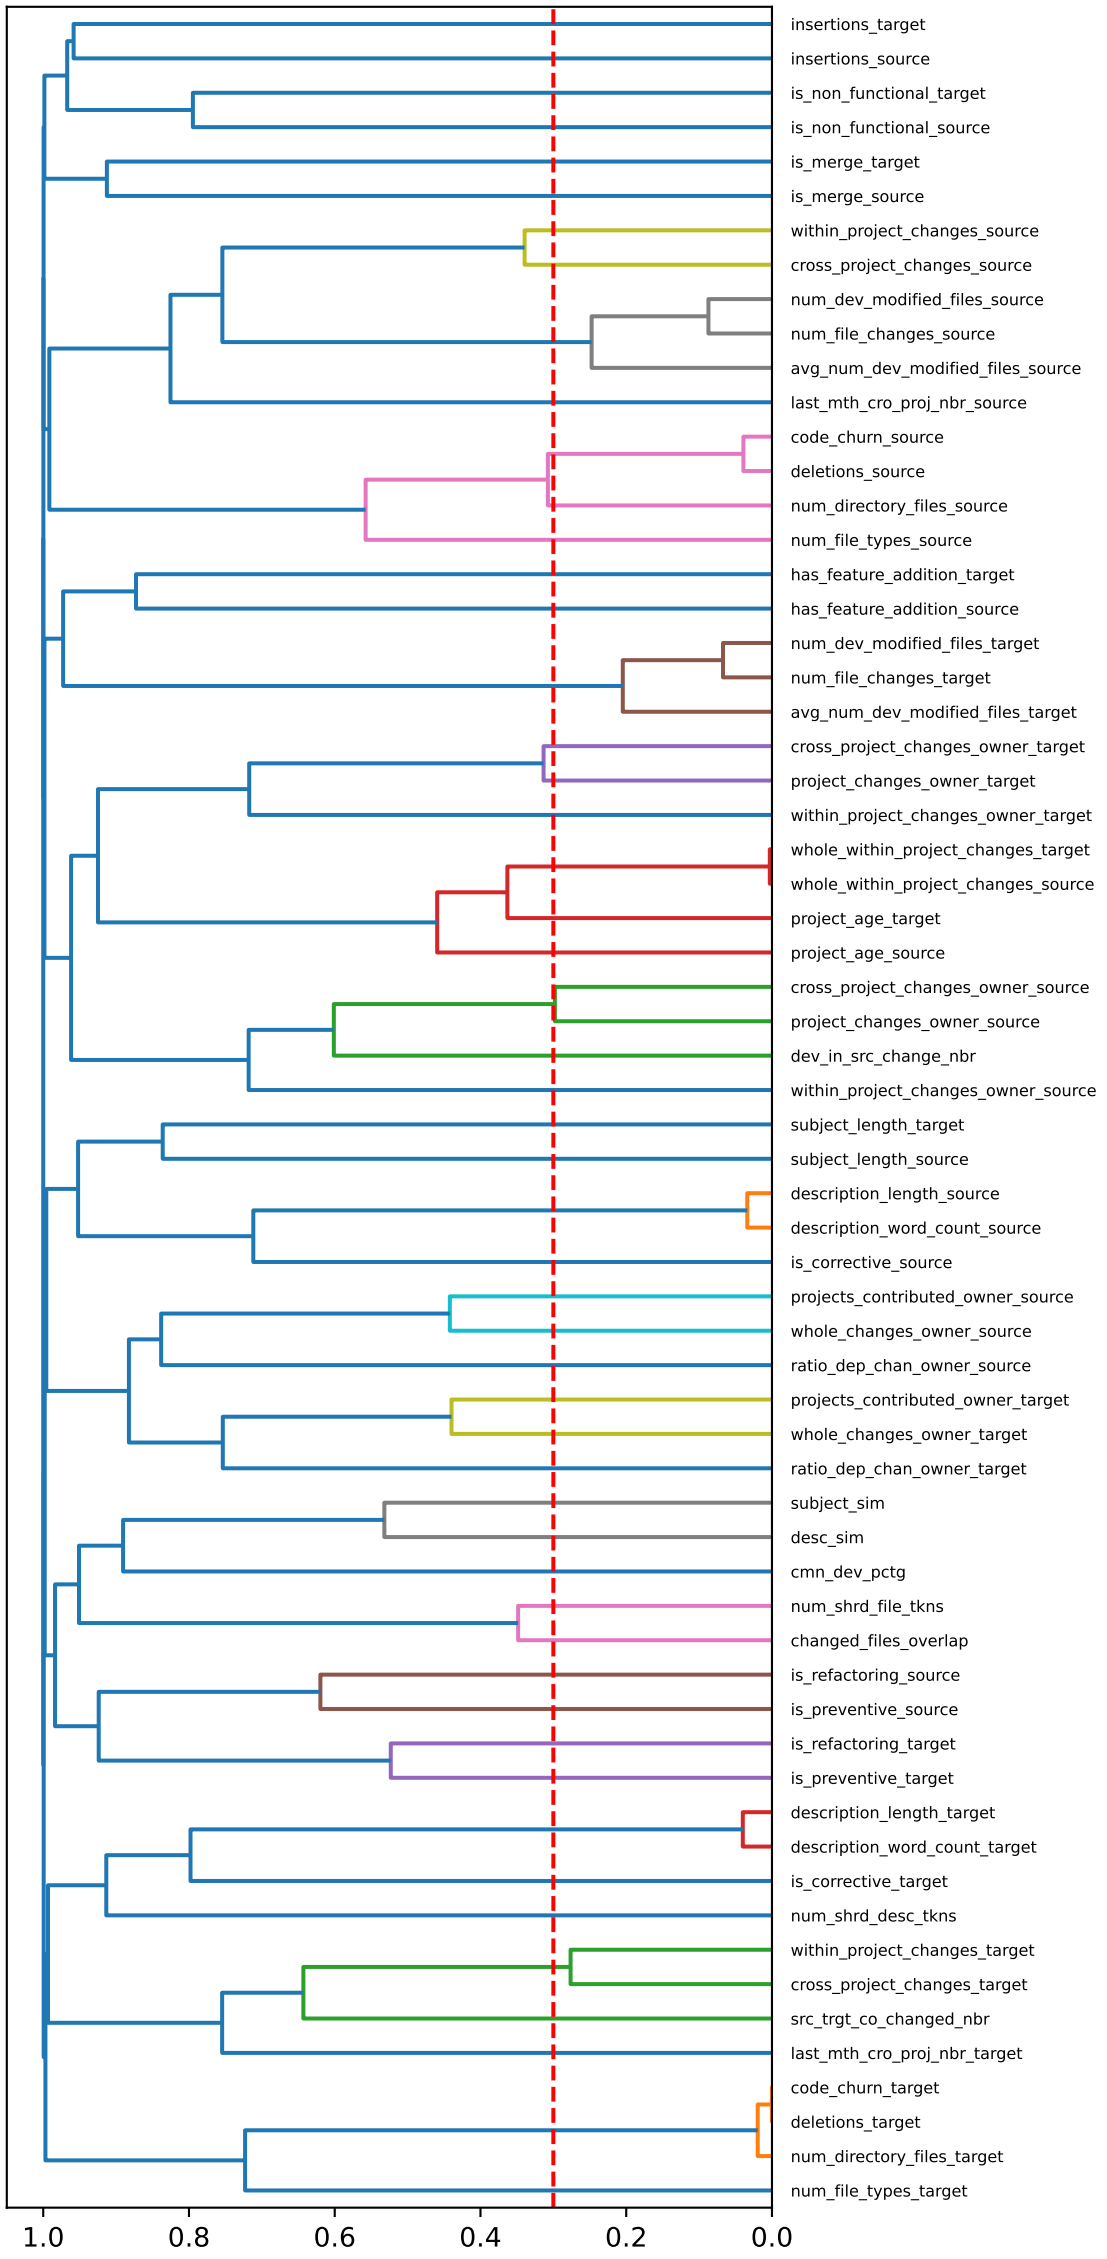 insertions_target
insertions_source
is_non_functional_target
is_non_functional_source
is_merge_target
is_merge_source
within_project_changes_source
cross_project_changes_source
num_dev_modified_files_source
num_file_changes_source
avg_num_dev_modified_files_source
last_mth_cro_proj_nbr_source
code_churn_source
deletions_source
num_directory_files_source
num_file_types_source
has_feature_addition_target
has_feature_addition_source
num_dev_modified_files_target
num_file_changes_target
avg_num_dev_modified_files_target
cross_project_changes_owner_target
project_changes_owner_target
within_project_changes_owner_target
whole_within_project_changes_target
whole_within_project_changes_source
project_age_target
project_age_source
cross_project_changes_owner_source
project_changes_owner_source
dev_in_src_change_nbr
within_project_changes_owner_source
subject_length_target
subject_length_source
description_length_source
description_word_count_source
is_corrective_source
projects_contributed_owner_source
whole_changes_owner_source
ratio_dep_chan_owner_source
projects_contributed_owner_target
whole_changes_owner_target
ratio_dep_chan_owner_target
subject_sim
desc_sim
cmn_dev_pctg
num_shrd_file_tkns
changed_files_overlap
is_refactoring_source
is_preventive_source
is_refactoring_target
is_preventive_target
description_length_target
description_word_count_target
is_corrective_target
num_shrd_desc_tkns
within_project_changes_target
cross_project_changes_target
src_trgt_co_changed_nbr
last_mth_cro_proj_nbr_target
code_churn_target
deletions_target
num_directory_files_target
num_file_types_target
1.0 0.8 0.6 0.4 0.2 0.0